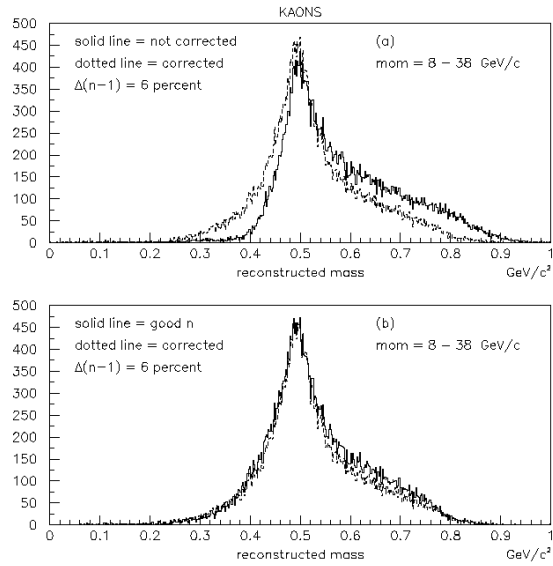 KAONS
500
450
400
350
300
250
200
150
100
50
0
solid line = not corrected
dotted line = corrected
Δ(n−1) = 6 percent
(a)
mom = 8 − 38 GeV/c
0 0.1 0.2 0.3 0.4 0.5 0.6 0.7 0.8 0.9 1
reconstructed mass GeV/c²
500
450
400
350
300
250
200
150
100
50
0
solid line = good n
dotted line = corrected
Δ(n−1) = 6 percent
(b)
mom = 8 − 38 GeV/c
0 0.1 0.2 0.3 0.4 0.5 0.6 0.7 0.8 0.9 1
reconstructed mass GeV/c²